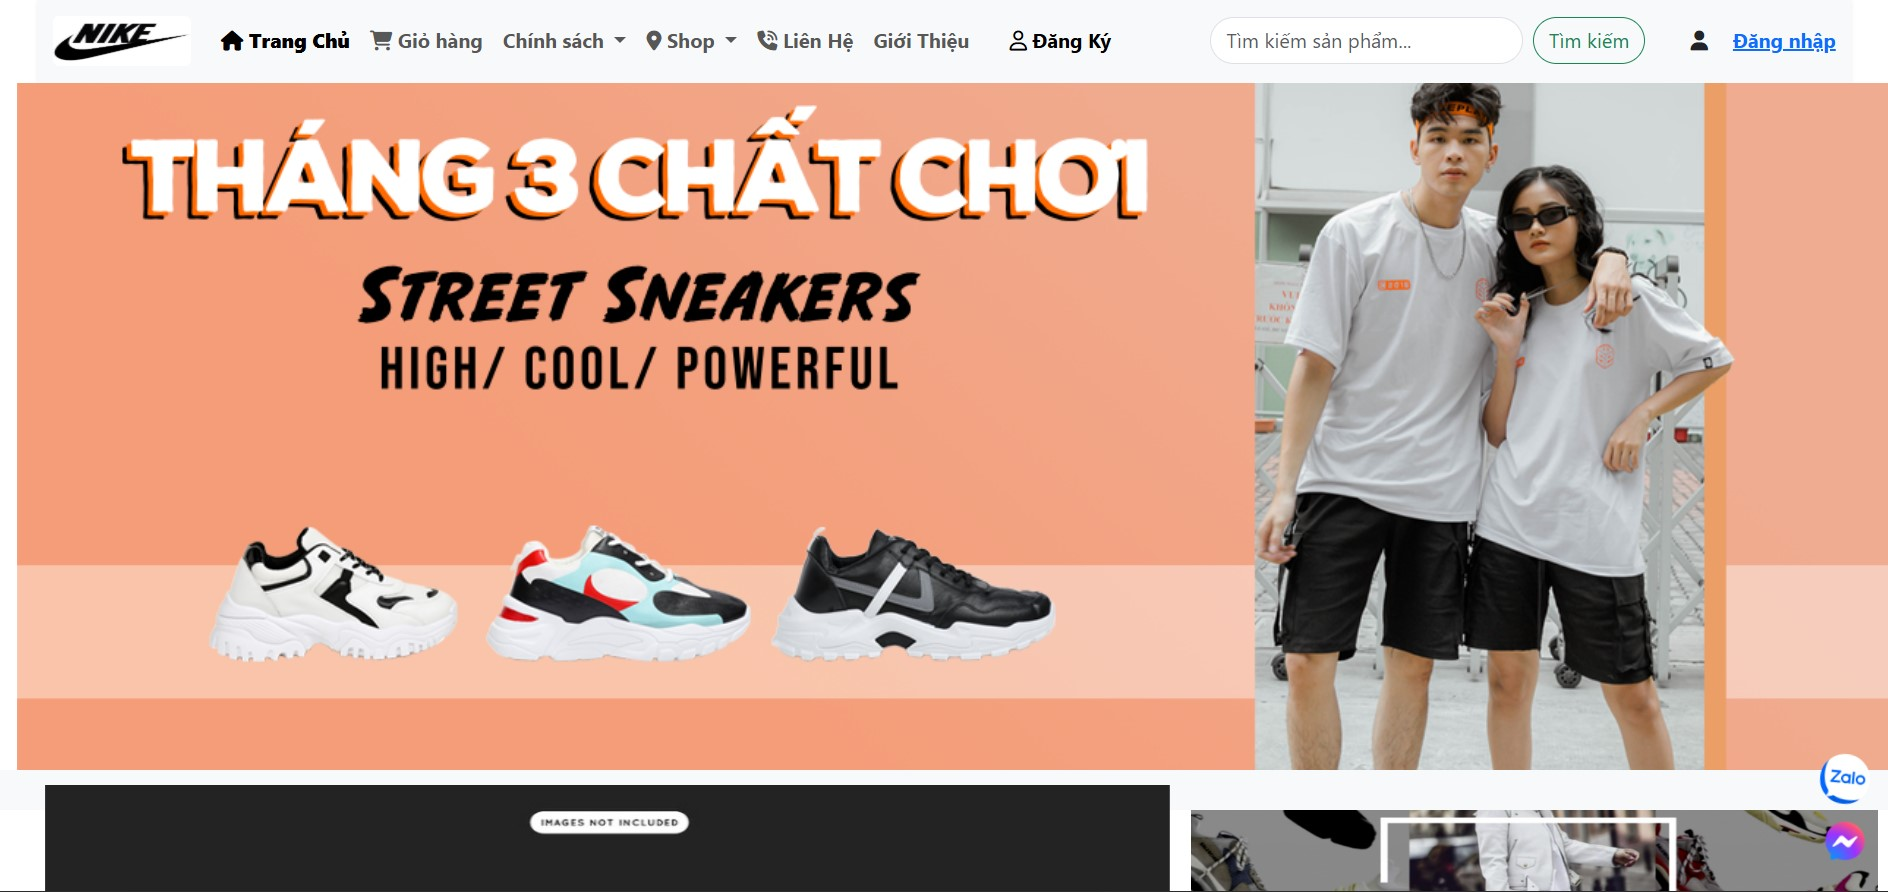 NIKE
Trang Chủ Giỏ hàng Chính sách Shop Liên Hệ Giới Thiệu Đăng Ký Tìm kiếm sản phẩm... Tìm kiếm Đăng nhập
THÁNG 3 CHẤT CHƠI
STREET SNEAKERS
HIGH/ COOL/ POWERFUL
Zalo
IMAGES NOT INCLUDED